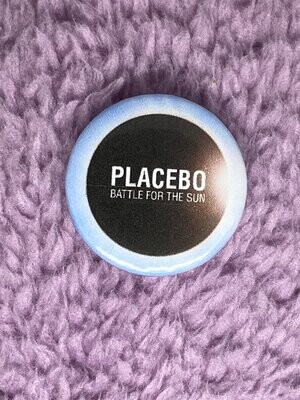 PLACEBO
BATTLE FOR THE SUN